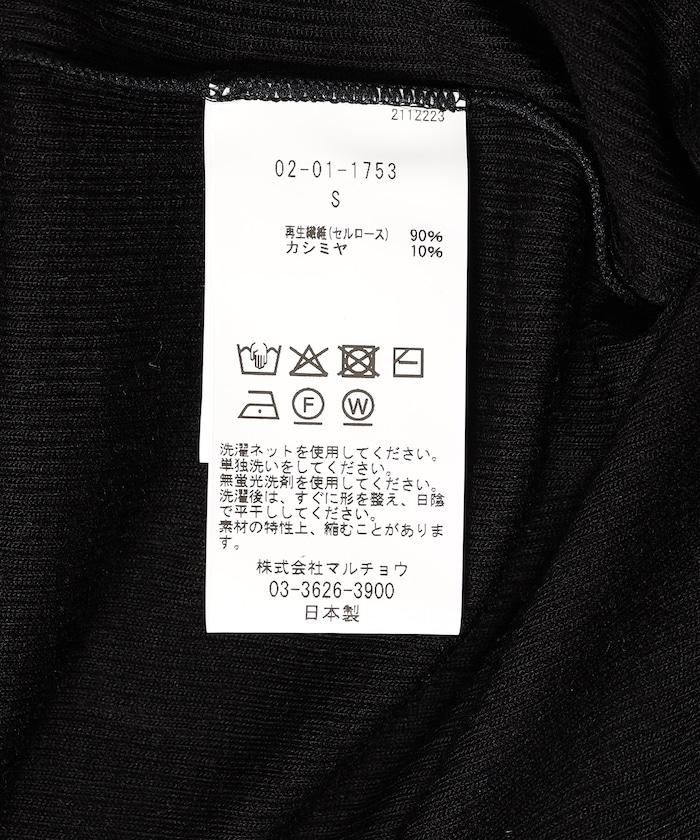 2112223
02-01-1753
S
再生繊維(セルロース) 90%
カシミヤ 10%
F W
洗濯ネットを使用してください。
単独洗いをしてください。
無蛍光洗剤を使用してください。
洗濯後は、すぐに形を整え、日陰
で平干ししてください。
素材の特性上、縮むことがありま
す。
株式会社マルチョウ
03-3626-3900
日本製